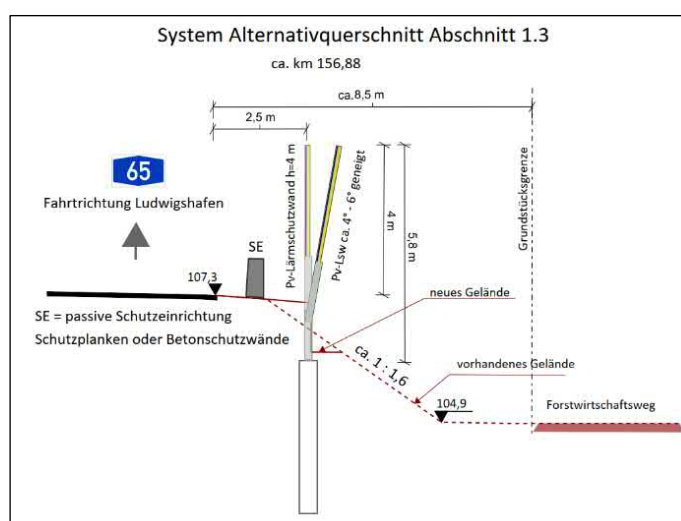 System Alternativquerschnitt Abschnitt 1.3
ca. km 156,88
ca.8,5 m
2,5 m
65
Fahrtrichtung Ludwigshafen
SE
Pv-Lärmschutzwand h=4 m
Pv-Lsw ca. 4° - 6° geneigt
4 m
5,8 m
Grundstücksgrenze
107,3
SE = passive Schutzeinrichtung
Schutzplanken oder Betonschutzwände
neues Gelände
ca. 1 : 1,6
vorhandenes Gelände
104,9
Forstwirtschaftsweg